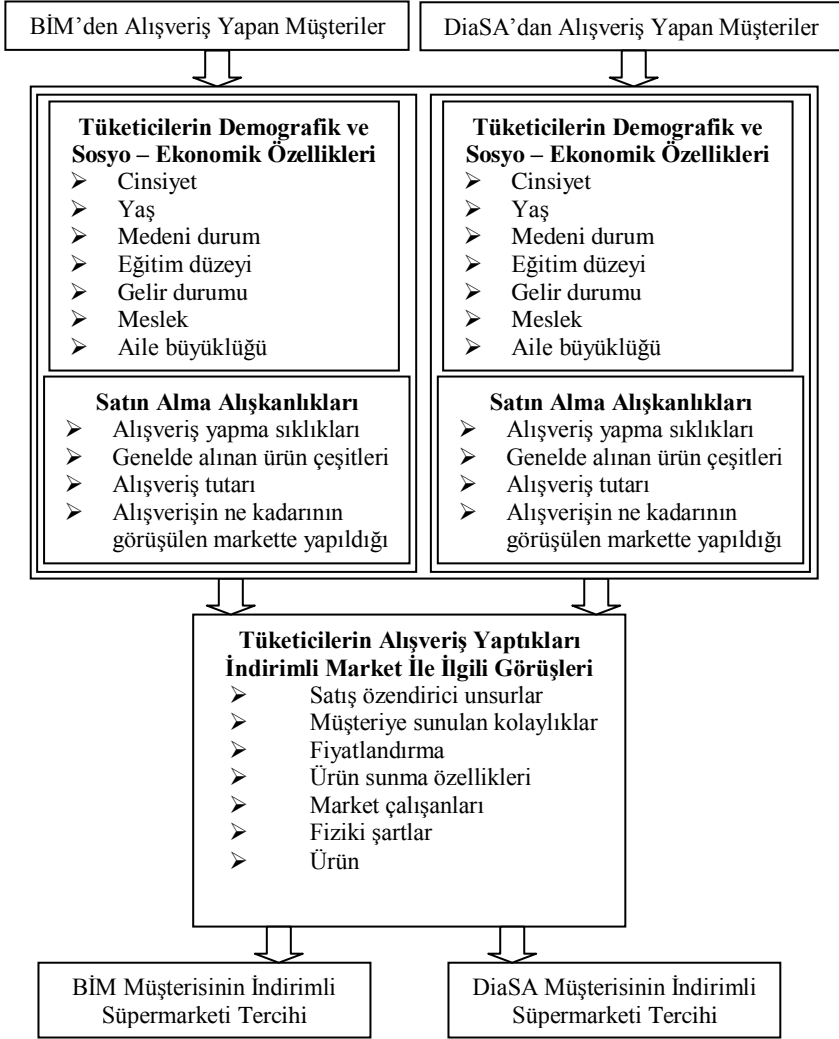 BİM’den Alışveriş Yapan Müşteriler
DiaSA’dan Alışveriş Yapan Müşteriler
Tüketicilerin Demografik ve
Sosyo – Ekonomik Özellikleri
➢ Cinsiyet
➢ Yaş
➢ Medeni durum
➢ Eğitim düzeyi
➢ Gelir durumu
➢ Meslek
➢ Aile büyüklüğü
Satın Alma Alışkanlıkları
➢ Alışveriş yapma sıklıkları
➢ Genelde alınan ürün çeşitleri
➢ Alışveriş tutarı
➢ Alışverişin ne kadarının
görüşülen markette yapıldığı
Tüketicilerin Demografik ve
Sosyo – Ekonomik Özellikleri
➢ Cinsiyet
➢ Yaş
➢ Medeni durum
➢ Eğitim düzeyi
➢ Gelir durumu
➢ Meslek
➢ Aile büyüklüğü
Satın Alma Alışkanlıkları
➢ Alışveriş yapma sıklıkları
➢ Genelde alınan ürün çeşitleri
➢ Alışveriş tutarı
➢ Alışverişin ne kadarının
görüşülen markette yapıldığı
Tüketicilerin Alışveriş Yaptıkları
İndirimli Market İle İlgili Görüşleri
➢ Satış özendirici unsurlar
➢ Müşteriye sunulan kolaylıklar
➢ Fiyatlandırma
➢ Ürün sunma özellikleri
➢ Market çalışanları
➢ Fiziki şartlar
➢ Ürün
BİM Müşterisinin İndirimli
Süpermarketi Tercihi
DiaSA Müşterisinin İndirimli
Süpermarketi Tercihi